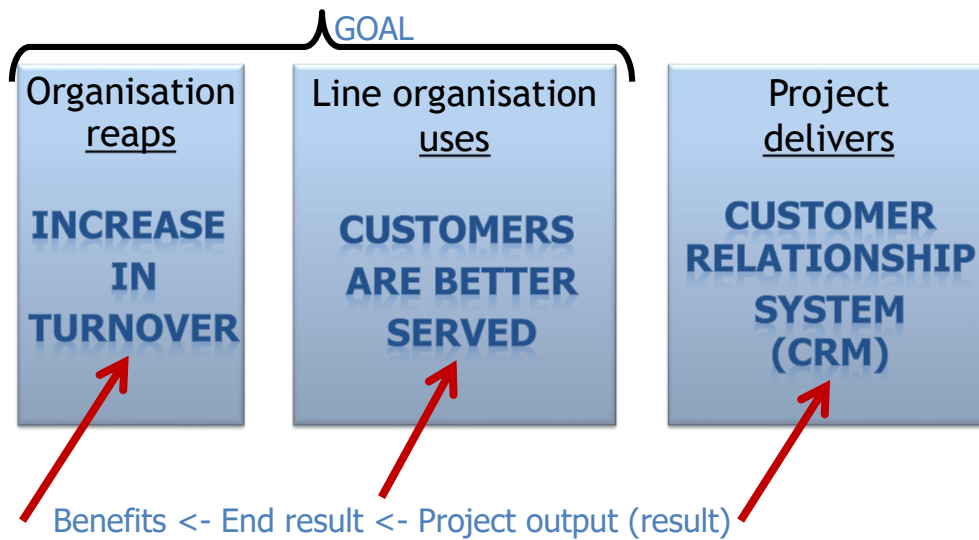 GOAL
Organisation
reaps
INCREASE
IN
TURNOVER
Line organisation
uses
CUSTOMERS
ARE BETTER
SERVED
Project
delivers
CUSTOMER
RELATIONSHIP
SYSTEM
(CRM)
Benefits <- End result <- Project output (result)